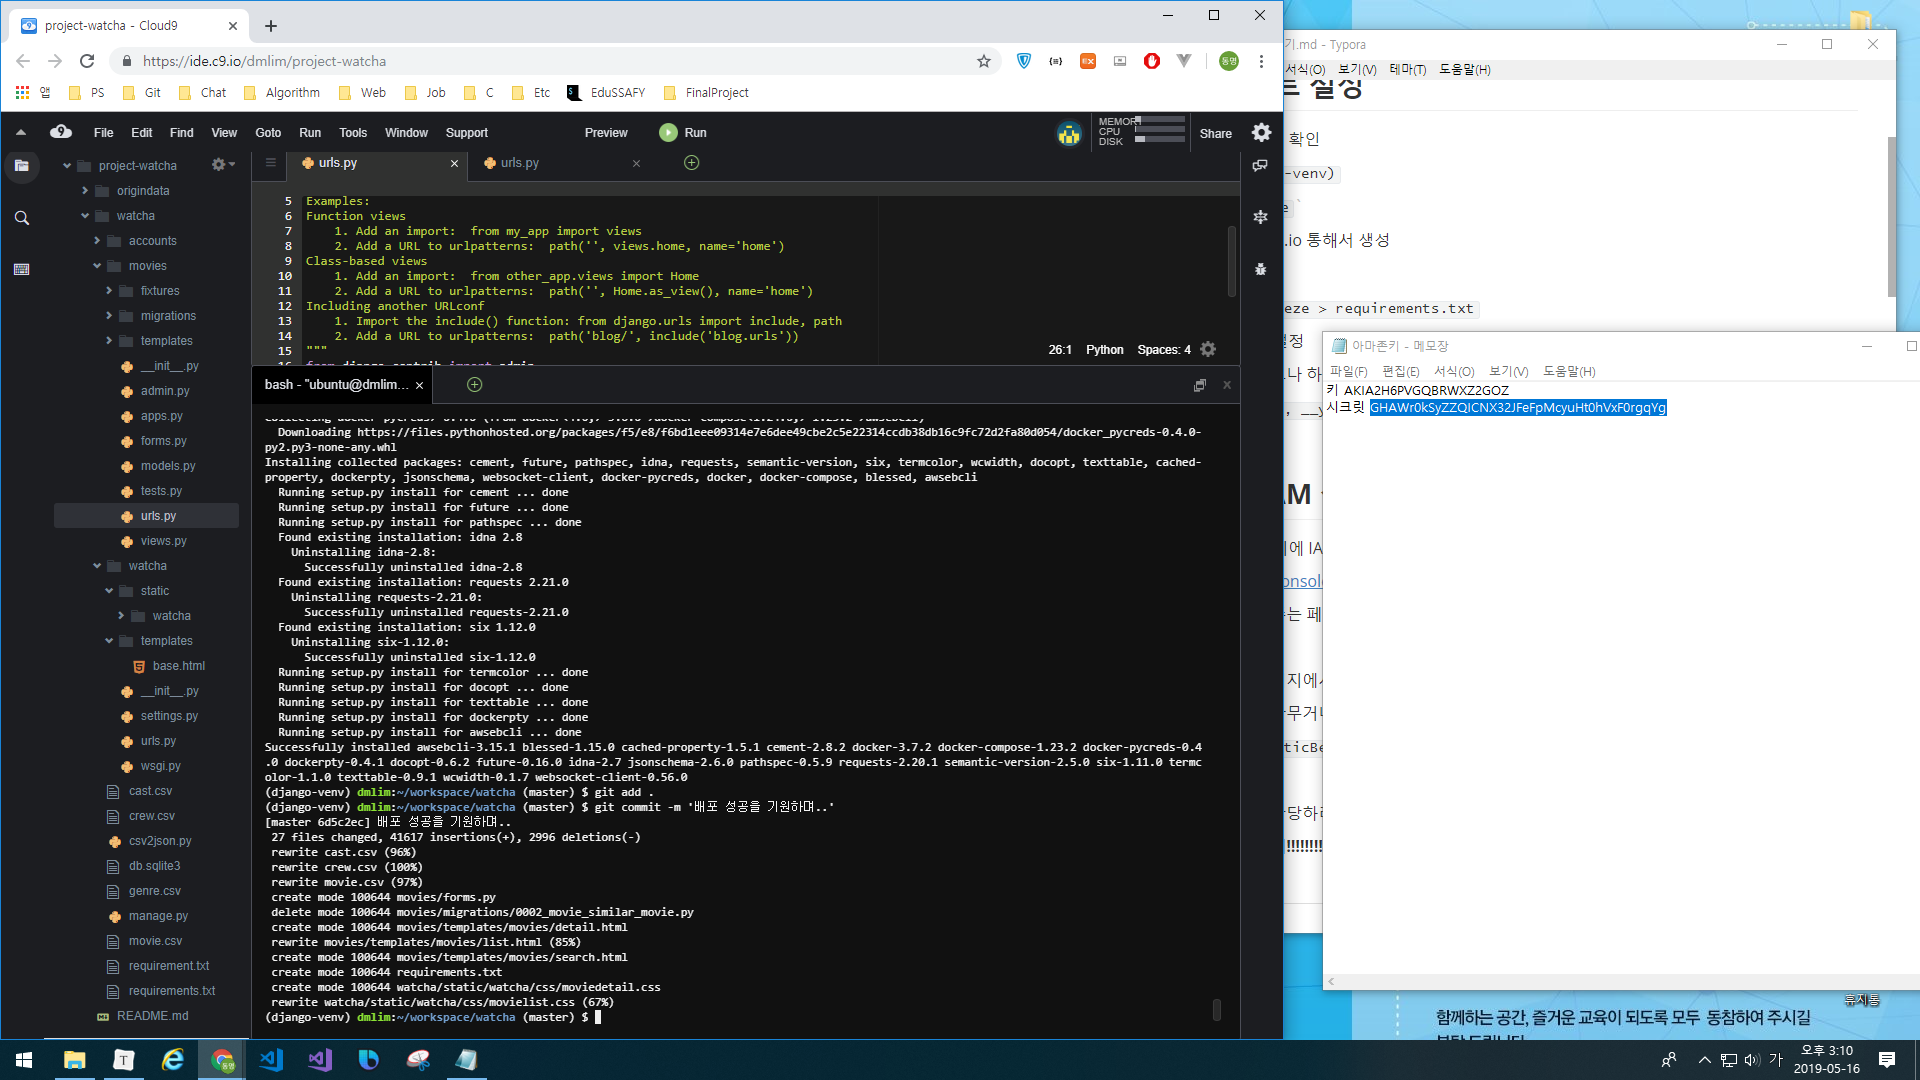 project-watcha - Cloud9
https://ide.c9.io/dmlim/project-watcha
앱 PS Git Chat Algorithm Web Job C Etc EduSSAFY FinalProject
File Edit Find View Goto Run Tools Window Support Preview Run
MEMORY
CPU
DISK
Share
project-watcha
origindata
watcha
accounts
movies
fixtures
migrations
templates
__init__.py
admin.py
apps.py
forms.py
models.py
tests.py
urls.py
views.py
watcha
static
watcha
templates
base.html
__init__.py
settings.py
urls.py
wsgi.py
cast.csv
crew.csv
csv2json.py
db.sqlite3
genre.csv
manage.py
movie.csv
requirement.txt
requirements.txt
README.md
urls.py urls.py
5 Examples:
6 Function views
7     1. Add an import:  from my_app import views
8     2. Add a URL to urlpatterns:  path('', views.home, name='home')
9 Class-based views
10     1. Add an import:  from other_app.views import Home
11     2. Add a URL to urlpatterns:  path('', Home.as_view(), name='home')
12 Including another URLconf
13     1. Import the include() function: from django.urls import include, path
14     2. Add a URL to urlpatterns:  path('blog/', include('blog.urls'))
15 """
16 from django.contrib import admin
26:1 Python Spaces: 4
bash - "ubuntu@dmlim...
Downloading https://files.pythonhosted.org/packages/f5/e8/f6bd1eee09314e7e6dee49cbe2c5e22314ccdb38db16c9fc72d2fa80d054/docker_pycreds-0.4.0-
py2.py3-none-any.whl
Installing collected packages: cement, future, pathspec, idna, requests, semantic-version, six, termcolor, wcwidth, docopt, texttable, cached-
property, dockerpty, jsonschema, websocket-client, docker-pycreds, docker, docker-compose, blessed, awsebcli
Running setup.py install for cement ... done
Running setup.py install for future ... done
Running setup.py install for pathspec ... done
Found existing installation: idna 2.8
Uninstalling idna-2.8:
Successfully uninstalled idna-2.8
Found existing installation: requests 2.21.0
Uninstalling requests-2.21.0:
Successfully uninstalled requests-2.21.0
Found existing installation: six 1.12.0
Uninstalling six-1.12.0:
Successfully uninstalled six-1.12.0
Running setup.py install for termcolor ... done
Running setup.py install for docopt ... done
Running setup.py install for texttable ... done
Running setup.py install for dockerpty ... done
Running setup.py install for awsebcli ... done
Successfully installed awsebcli-3.15.1 blessed-1.15.0 cached-property-1.5.1 cement-2.8.2 docker-3.7.2 docker-compose-1.23.2 docker-pycreds-0.4
.0 dockerpty-0.4.1 docopt-0.6.2 future-0.16.0 idna-2.7 jsonschema-2.6.0 pathspec-0.5.9 requests-2.20.1 semantic-version-2.5.0 six-1.11.0 termc
olor-1.1.0 texttable-0.9.1 wcwidth-0.1.7 websocket-client-0.56.0
(django-venv) dmlim:~/workspace/watcha (master) $ git add .
(django-venv) dmlim:~/workspace/watcha (master) $ git commit -m '배포 성공을 기원하며..'
[master 6d5c2ec] 배포 성공을 기원하며..
27 files changed, 41617 insertions(+), 2996 deletions(-)
rewrite cast.csv (96%)
rewrite crew.csv (100%)
rewrite movie.csv (97%)
create mode 100644 movies/forms.py
delete mode 100644 movies/migrations/0002_movie_similar_movie.py
create mode 100644 movies/templates/movies/detail.html
rewrite movies/templates/movies/list.html (85%)
create mode 100644 movies/templates/movies/search.html
create mode 100644 requirements.txt
create mode 100644 watcha/static/watcha/css/moviedetail.css
rewrite watcha/static/watcha/css/movielist.css (67%)
(django-venv) dmlim:~/workspace/watcha (master) $
기.md - Typora
서식(O) 보기(V) 테마(T) 도움말(H)
트 설정
확인
-venv)
.io 통해서 생성
eze > requirements.txt
설정
아마존키 - 메모장
파일(F) 편집(E) 서식(O) 보기(V) 도움말(H)
키 AKIA2H6PVGQBRWXZ2GOZ
시크릿 GHAWr0kSyZZQICNX32JFeFpMcyuHt0hVxF0rgqYg
휴지통
함께하는 공간, 즐거운 교육이 되도록 모두 동참하여 주시길
부탁 드립니다
가
오후 3:10
2019-05-16